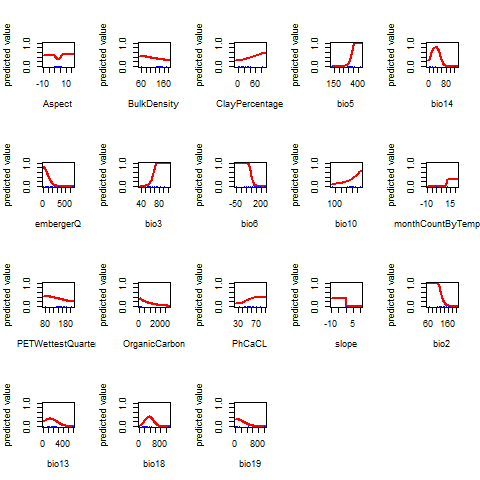 predicted value
0.0 1.0
-10 10
Aspect
predicted value
0.0 1.0
60 160
BulkDensity
predicted value
0.0 1.0
0 60
ClayPercentage
predicted value
0.0 1.0
150 400
bio5
predicted value
0.0 1.0
0 80
bio14
predicted value
0.0 1.0
0 500
embergerQ
predicted value
0.0 1.0
40 80
bio3
predicted value
0.0 1.0
-50 200
bio6
predicted value
0.0 1.0
100
bio10
predicted value
0.0 1.0
-10 15
monthCountByTemp
predicted value
0.0 1.0
80 180
PETWettestQuarte
predicted value
0.0 1.0
0 2000
OrganicCarbon
predicted value
0.0 1.0
30 70
PhCaCL
predicted value
0.0 1.0
-10 5
slope
predicted value
0.0 1.0
60 160
bio2
predicted value
0.0 1.0
0 400
bio13
predicted value
0.0 1.0
0 800
bio18
predicted value
0.0 1.0
0 800
bio19